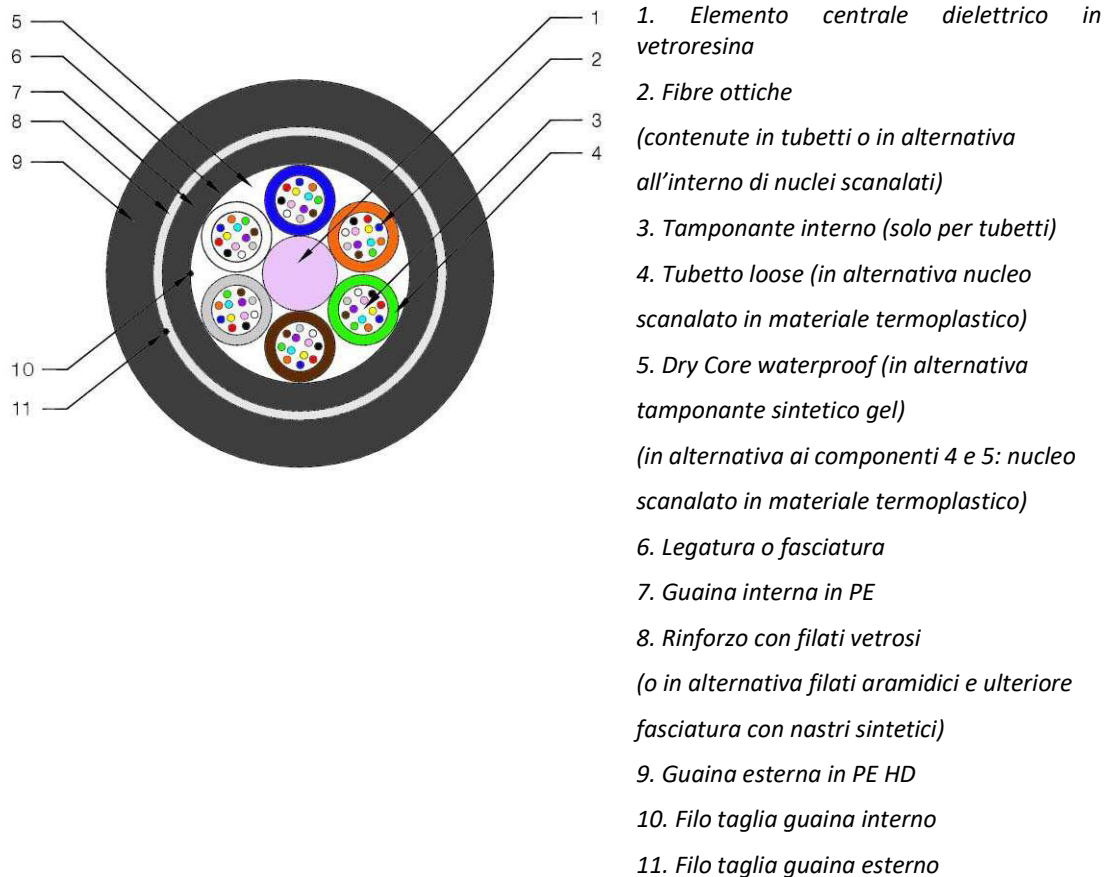 5
6
7
8
9
10
11
1
2
3
4
1. Elemento centrale dielettrico in
vetroresina
2. Fibre ottiche
(contenute in tubetti o in alternativa
all’interno di nuclei scanalati)
3. Tamponante interno (solo per tubetti)
4. Tubetto loose (in alternativa nucleo
scanalato in materiale termoplastico)
5. Dry Core waterproof (in alternativa
tamponante sintetico gel)
(in alternativa ai componenti 4 e 5: nucleo
scanalato in materiale termoplastico)
6. Legatura o fasciatura
7. Guaina interna in PE
8. Rinforzo con filati vetrosi
(o in alternativa filati aramidici e ulteriore
fasciatura con nastri sintetici)
9. Guaina esterna in PE HD
10. Filo taglia guaina interno
11. Filo taglia guaina esterno